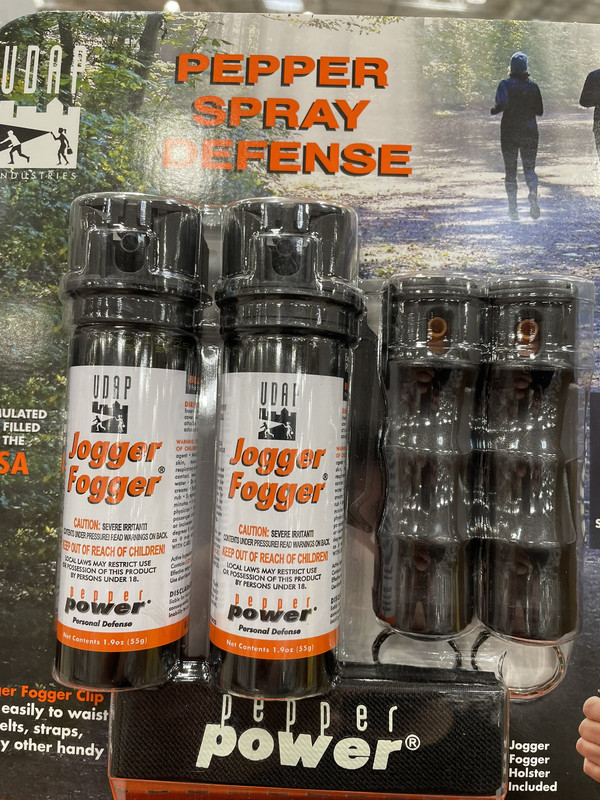 UDAP
INDUSTRIES
PEPPER
SPRAY
DEFENSE
ULATED
FILLED
THE
SA
UDAP
Jogger
Fogger®
CAUTION: SEVERE IRRITANT!
CONTENTS UNDER PRESSURE! READ WARNINGS ON BACK.
KEEP OUT OF REACH OF CHILDREN!
LOCAL LAWS MAY RESTRICT USE
OR POSSESSION OF THIS PRODUCT
BY PERSONS UNDER 18.
pepper
power®
Personal Defense
Net Contents 1.9oz (55g)
UDAP
Jogger
Fogger®
CAUTION: SEVERE IRRITANT!
CONTENTS UNDER PRESSURE! READ WARNINGS ON BACK.
KEEP OUT OF REACH OF CHILDREN!
LOCAL LAWS MAY RESTRICT USE
OR POSSESSION OF THIS PRODUCT
BY PERSONS UNDER 18.
pepper
power®
Personal Defense
Net Contents 1.9oz (55g)
er Fogger Clip
easily to waist
elts, straps,
y other handy
pepper
power®
Jogger
Fogger
Holster
Included